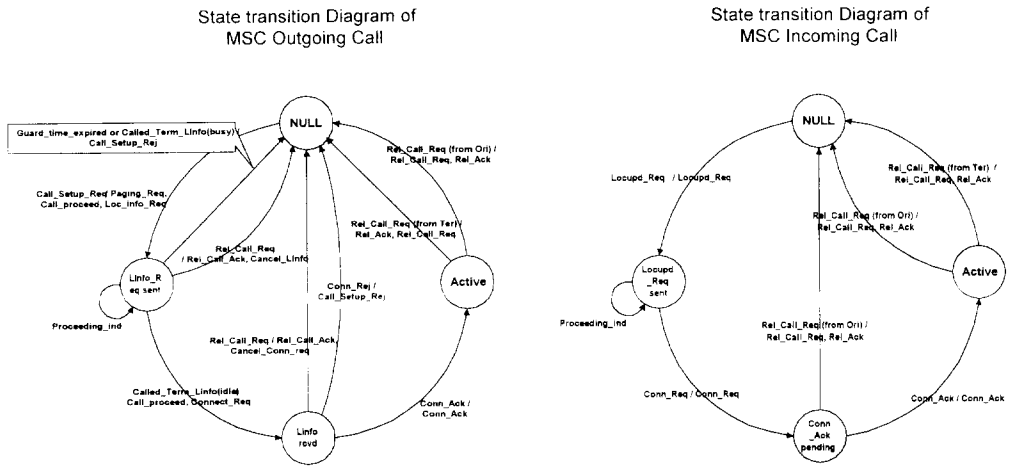 State transition Diagram of
MSC Outgoing Call
State transition Diagram of
MSC Incoming Call
NULL
Guard_time_expired or Called_Term_Linfo(busy)/
Call_Setup_Rej
Rel_Call_Req (from Ori) /
Rel_Call_Req, Rel_Ack
Call_Setup_Req/ Paging_Req,
Call_proceed, Loc_Info_Req
Rel_Call_Req (from Ter) /
Rel_Ack, Rel_Call_Req
Rel_Call_Req
/ Rel_Call_Ack, Cancel_Linfo
Linfo_R
eq sent
Active
Conn_Rej /
Call_Setup_Rej
Proceeding_ind
Rel_Call_Req / Rel_Call_Ack,
Cancel_Conn_req
Called_Term_Linfo(idle)/
Call_proceed, Connect_Req
Conn_Ack /
Conn_Ack
Linfo
rcvd
NULL
Locupd_Req / Locupd_Req
Rel_Call_Req (from Ter) /
Rel_Call_Req, Rel_Ack
Rel_Call_Req (from Ori) /
Rel_Call_Req, Rel_Ack
Locupd
_Req
sent
Active
Proceeding_ind
Rel_Call_Req (from Ori) /
Rel_Call_Req, Rel_Ack
Conn_Req / Conn_Req
Conn_Ack / Conn_Ack
Conn
_Ack
pending